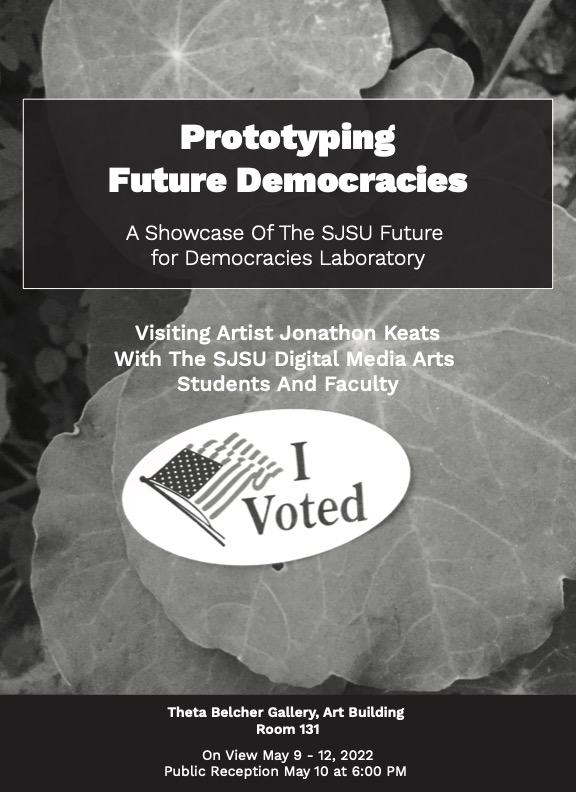 Prototyping
Future Democracies
A Showcase Of The SJSU Future
for Democracies Laboratory
Visiting Artist Jonathon Keats
With The SJSU Digital Media Arts
Students And Faculty
I
Voted
Theta Belcher Gallery, Art Building
Room 131
On View May 9 - 12, 2022
Public Reception May 10 at 6:00 PM